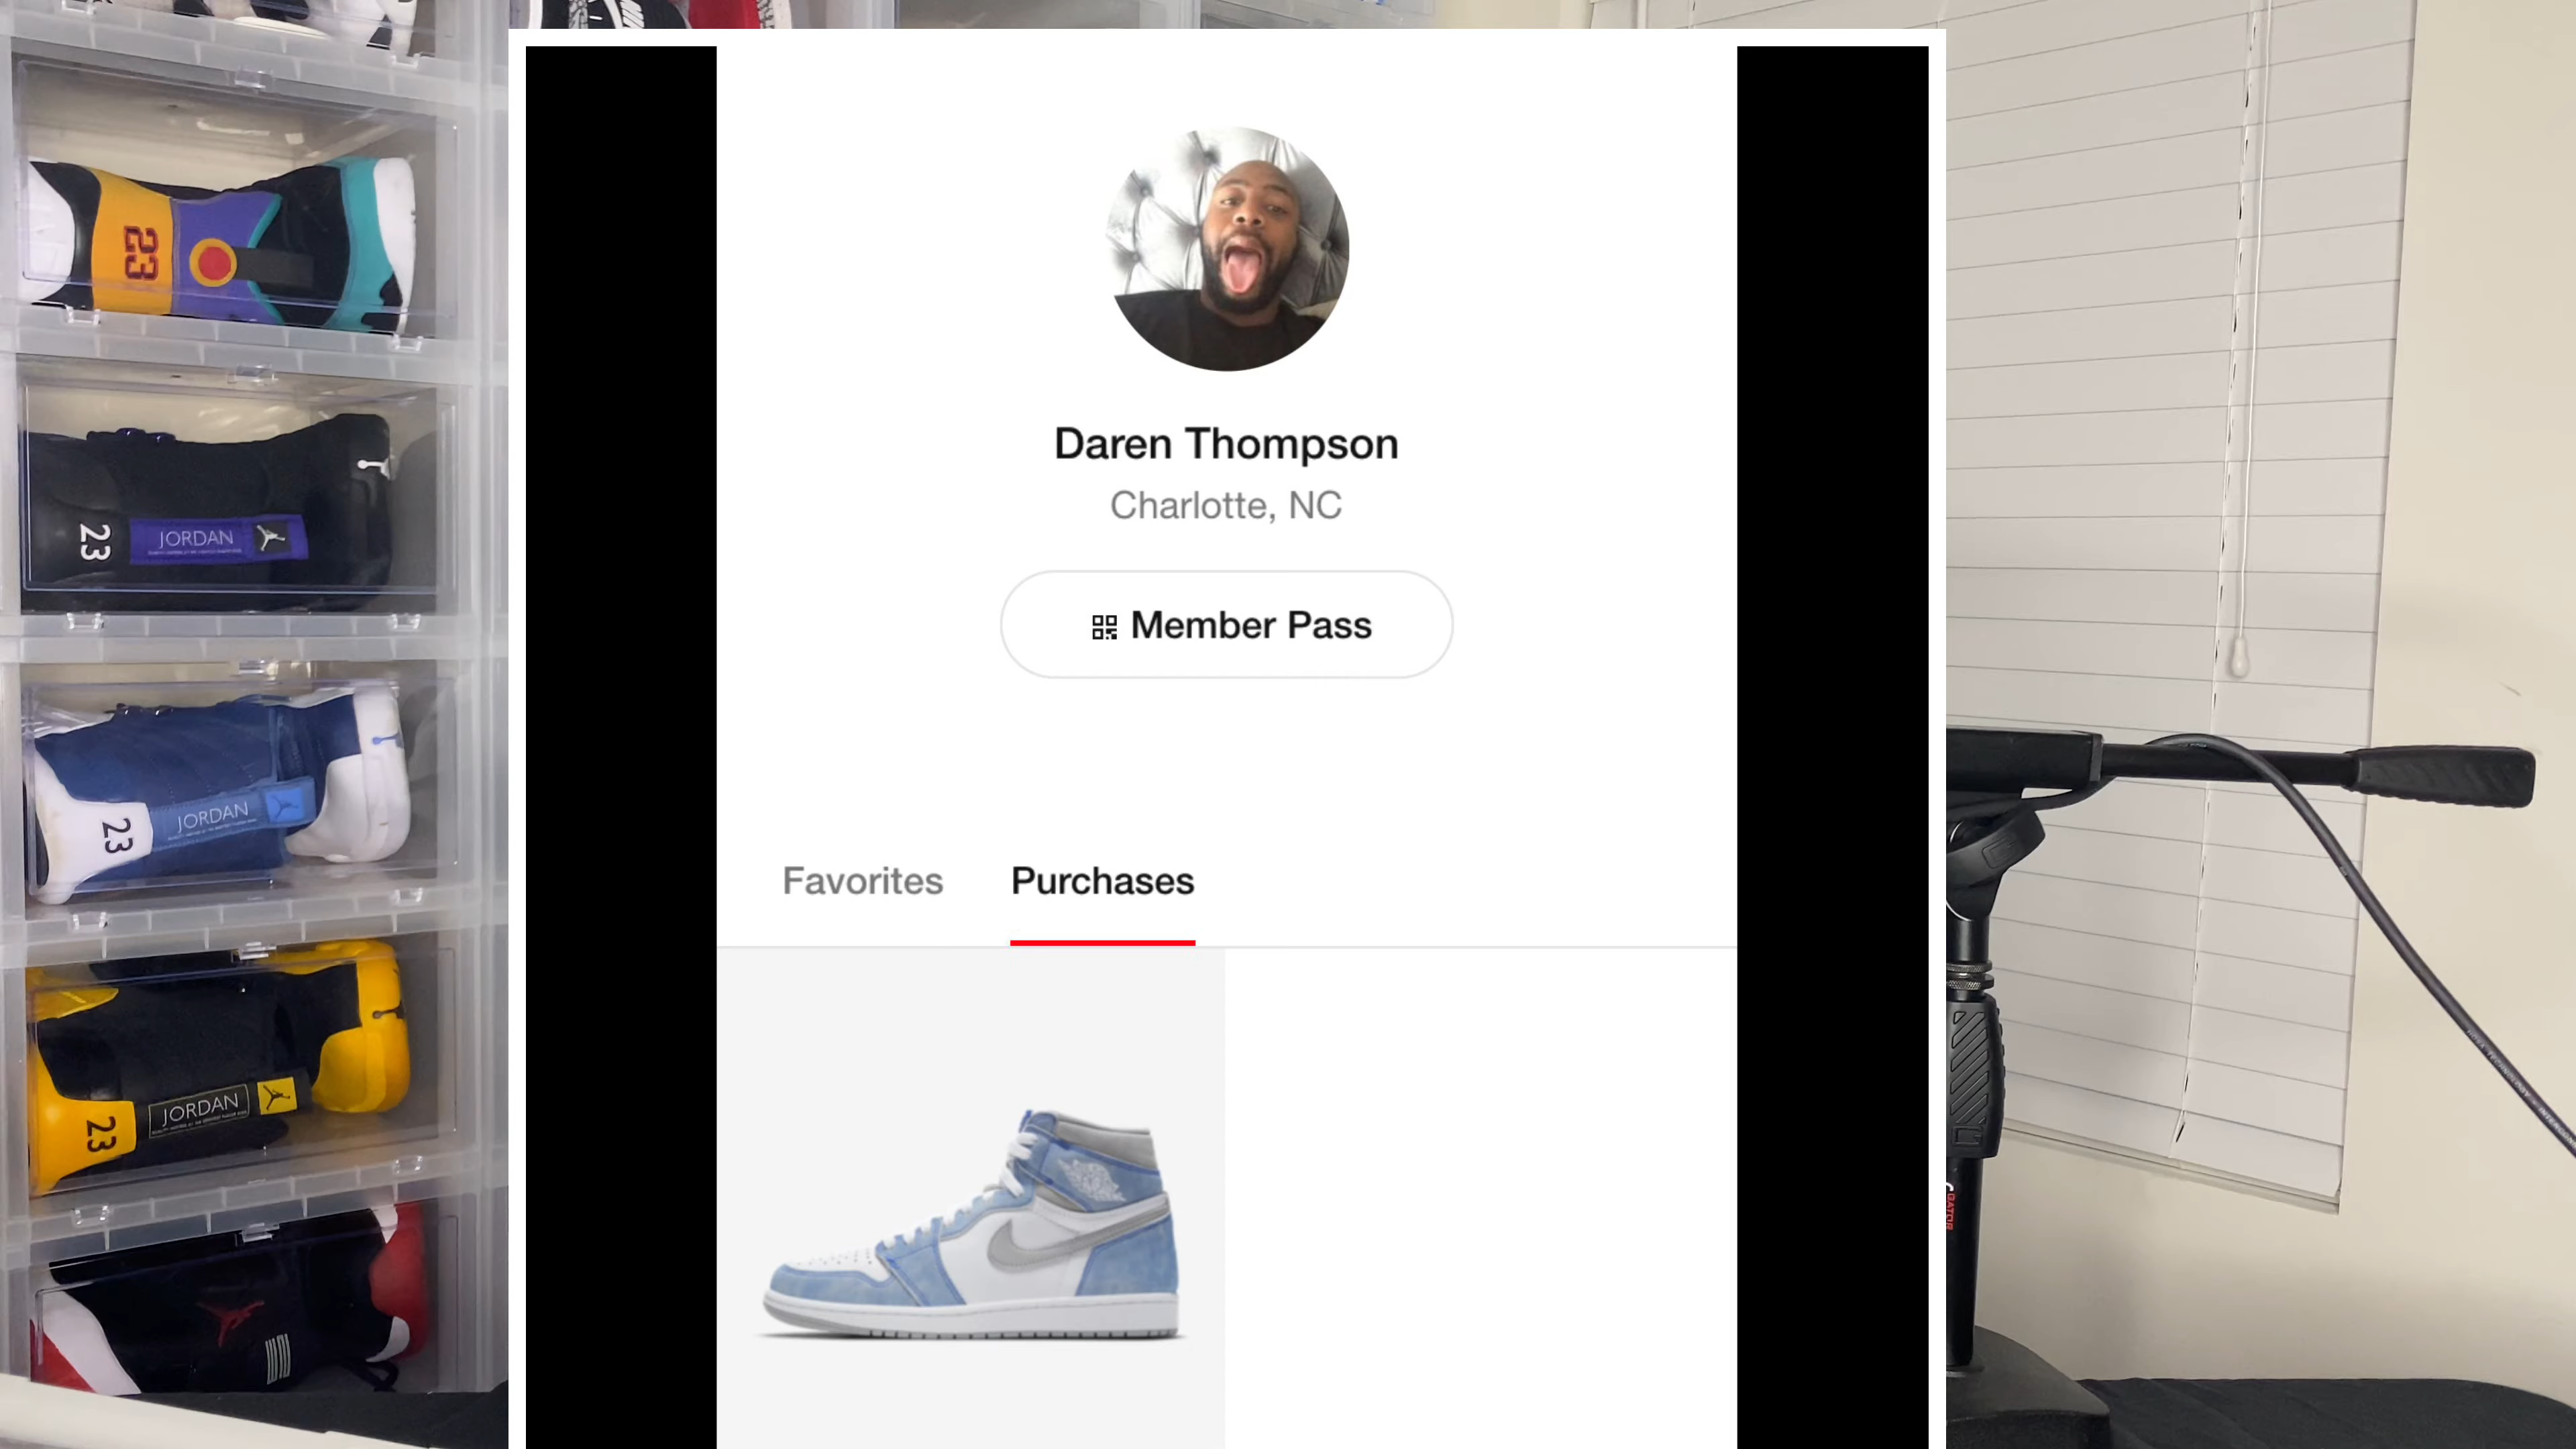 Daren Thompson
Charlotte, NC
Member Pass
Favorites
Purchases
23
23
JORDAN
23
JORDAN
23
JORDAN